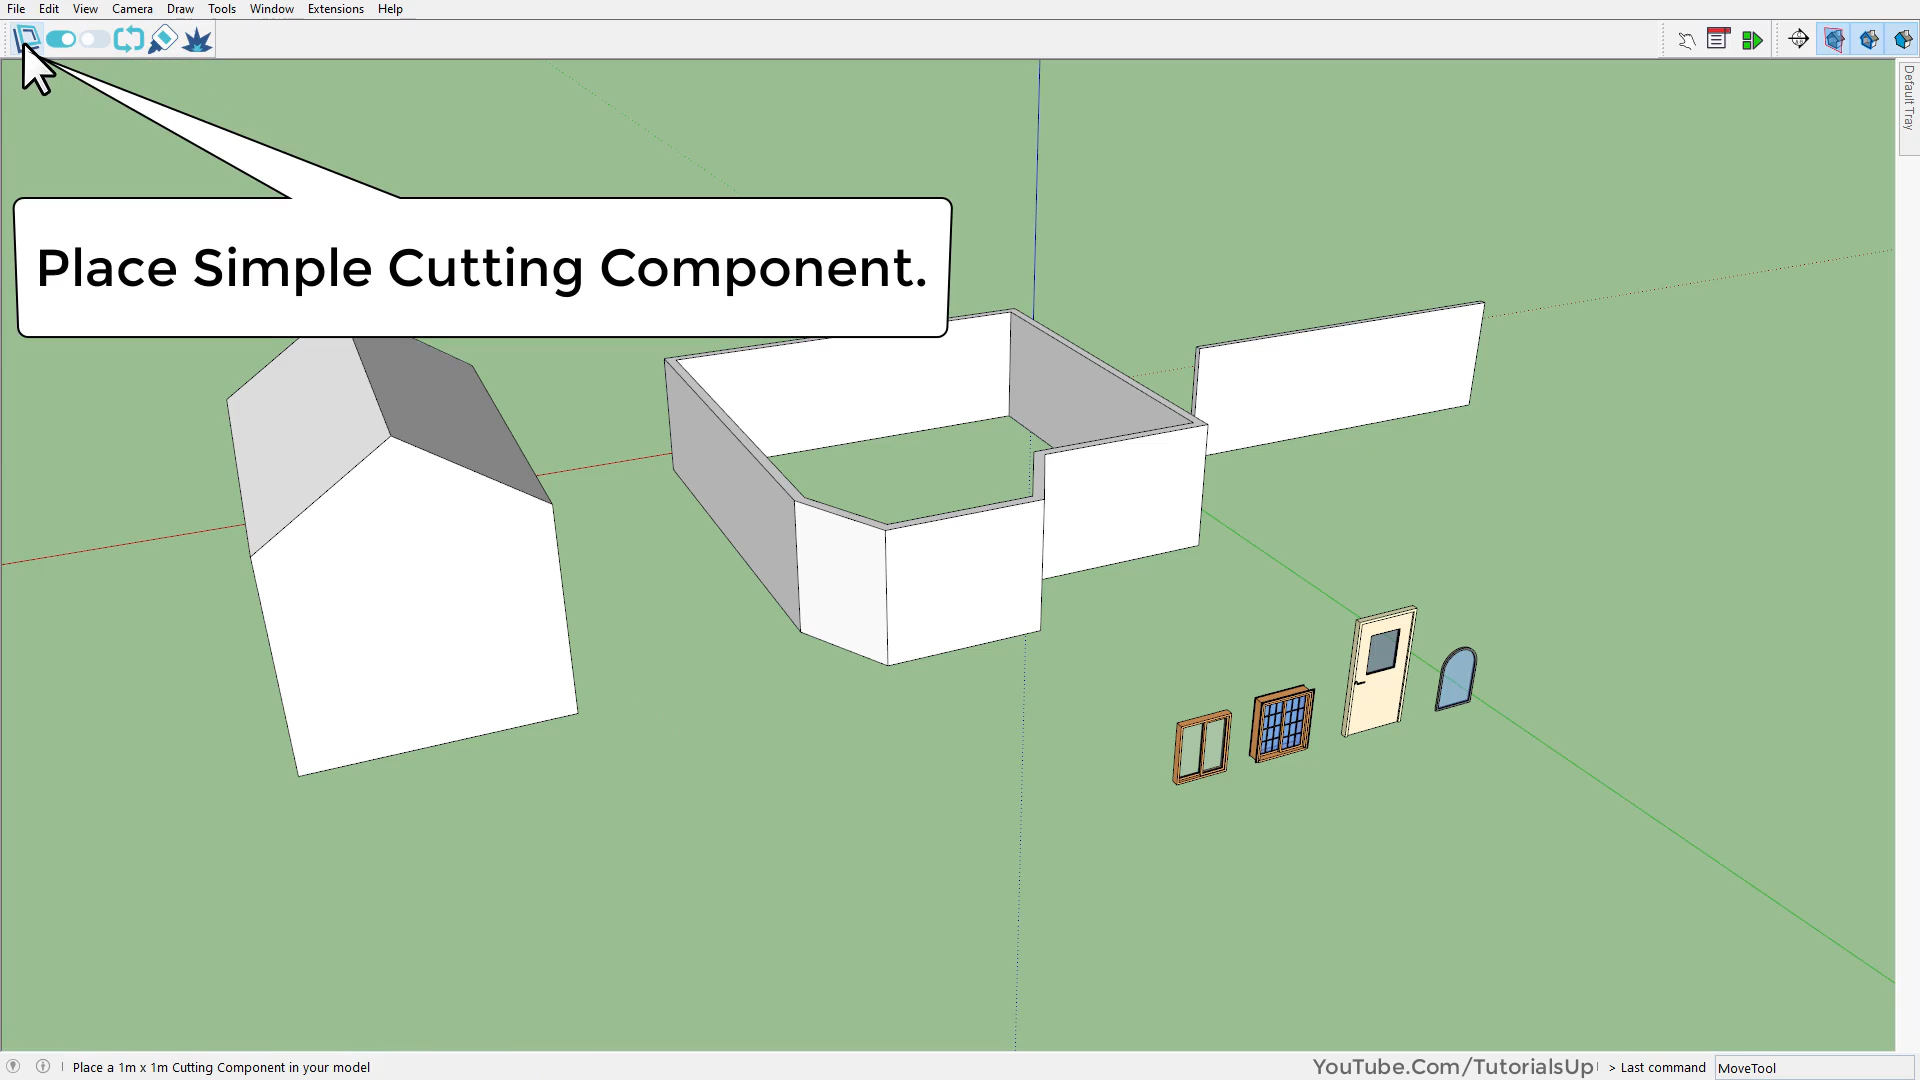 File Edit View Camera Draw Tools Window Extensions Help
Default Tray
Place Simple Cutting Component.
Place a 1m x 1m Cutting Component in your model
YouTube.Com/TutorialsUp
> Last command MoveTool